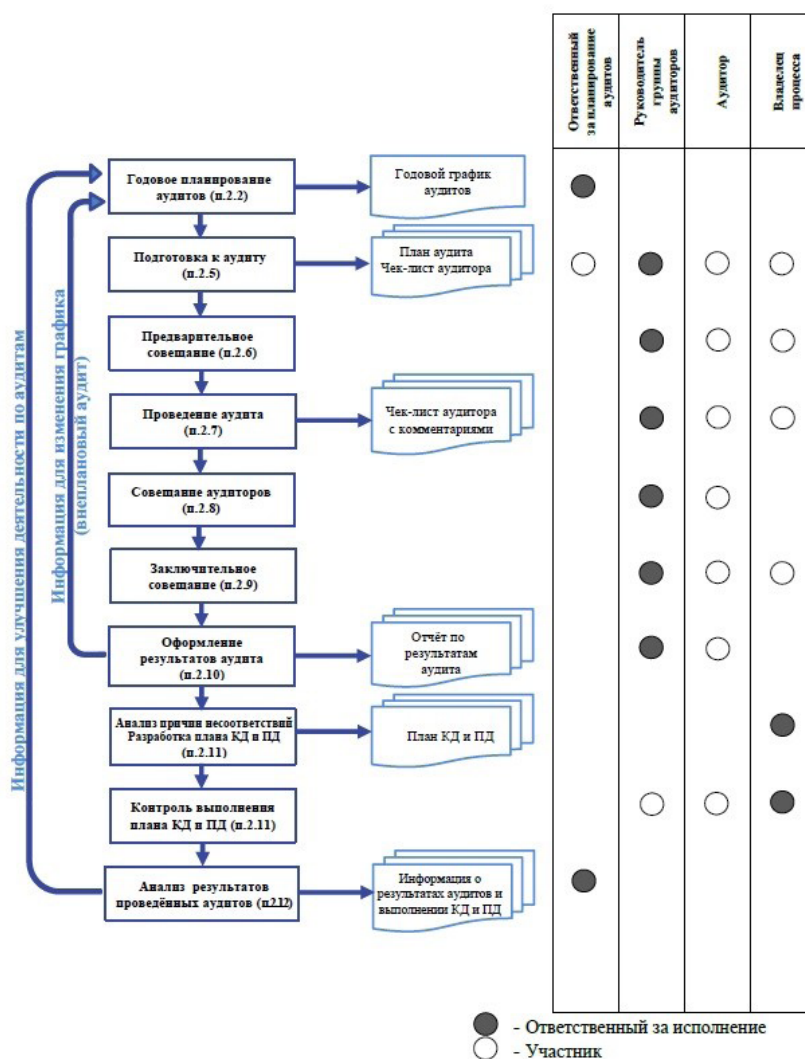 Ответственный
за планирование
аудитов
Руководитель
группы
аудиторов
Аудитор
Владелец
процесса
Информация для улучшения деятельности по аудитам
Информация для изменения графика
(внеплановый аудит)
Годовое планирование
аудитов (п.2.2)
Годовой график
аудитов
Подготовка к аудиту
(п.2.5)
План аудита
Чек-лист аудитора
Предварительное
совещание (п.2.6)
Проведение аудита
(п.2.7)
Чек-лист аудитора
с комментариями
Совещание аудиторов
(п.2.8)
Заключительное
совещание (п.2.9)
Оформление
результатов аудита
(п.2.10)
Отчёт по
результатам
аудита
Анализ причин несоответствий
Разработка плана КД и ПД
(п.2.11)
План КД и ПД
Контроль выполнения
плана КД и ПД (п.2.11)
Анализ результатов
проведённых аудитов (п.2.12)
Информация о
результатах аудитов и
выполнении КД и ПД
- Ответственный за исполнение
- Участник